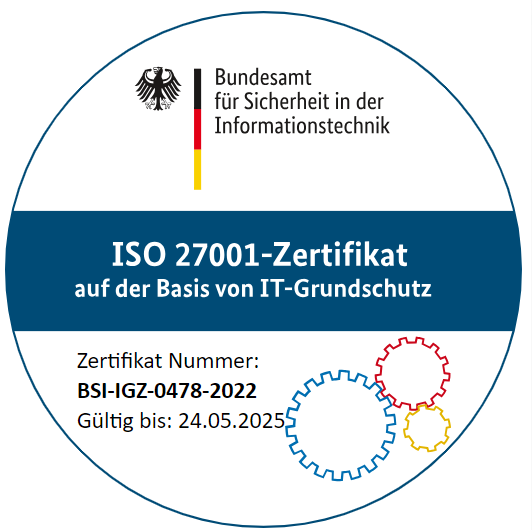 Bundesamt
für Sicherheit in der
Informationstechnik
ISO 27001-Zertifikat
auf der Basis von IT-Grundschutz
Zertifikat Nummer:
BSI-IGZ-0478-2022
Gültig bis: 24.05.2025